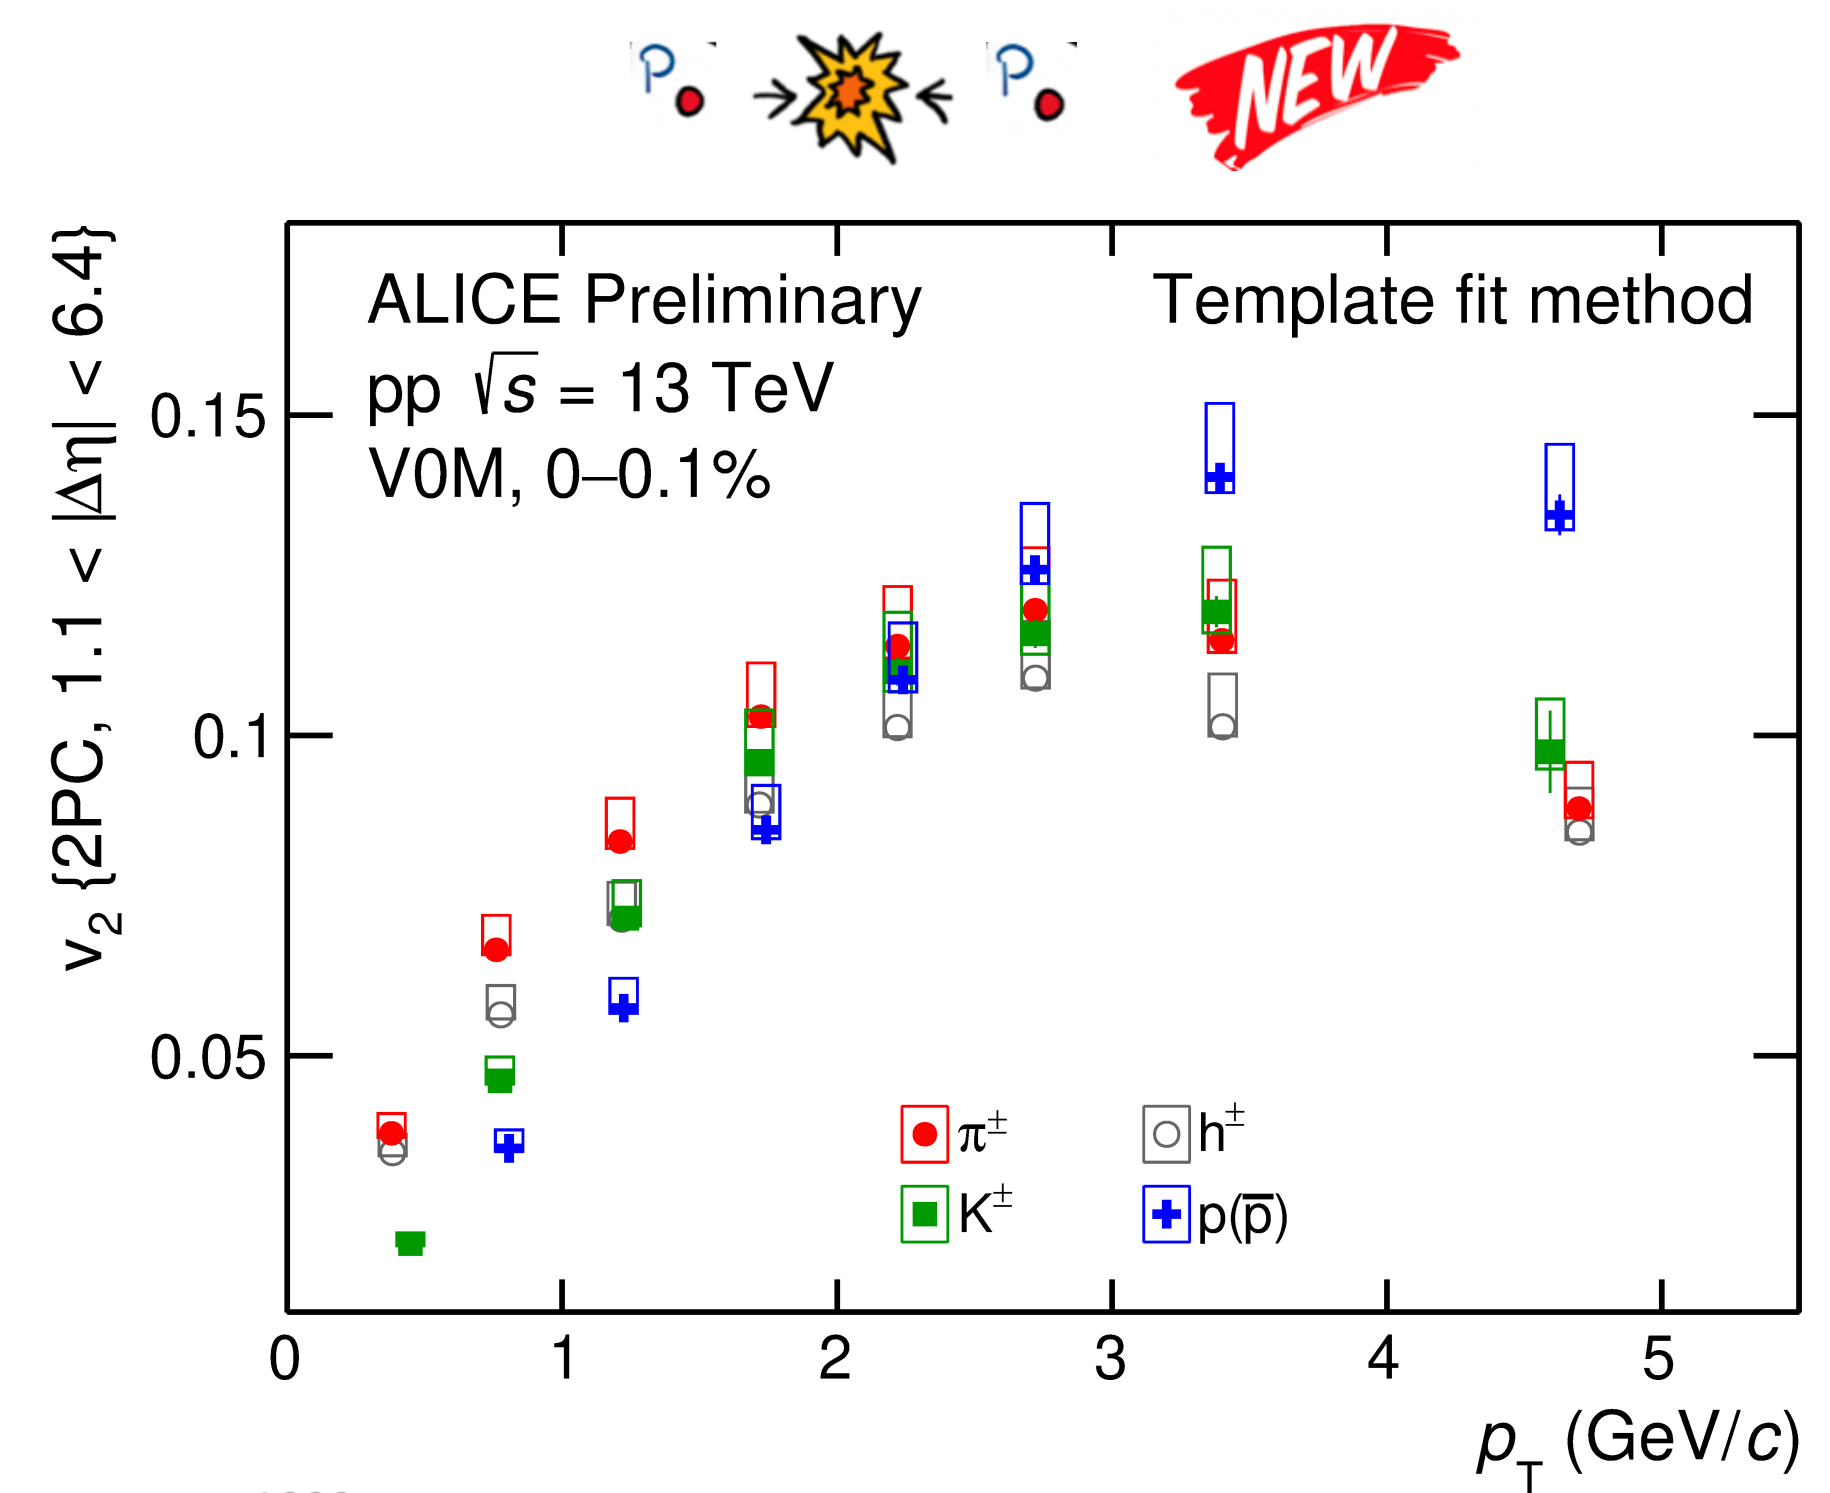 P P NEW
ALICE Preliminary Template fit method
pp √s = 13 TeV
V0M, 0–0.1%
v₂ {2PC, 1.1 < |Δη| < 6.4}
0.15
0.1
0.05
π± h±
K± p(p̅)
0 1 2 3 4 5
p_T (GeV/c)